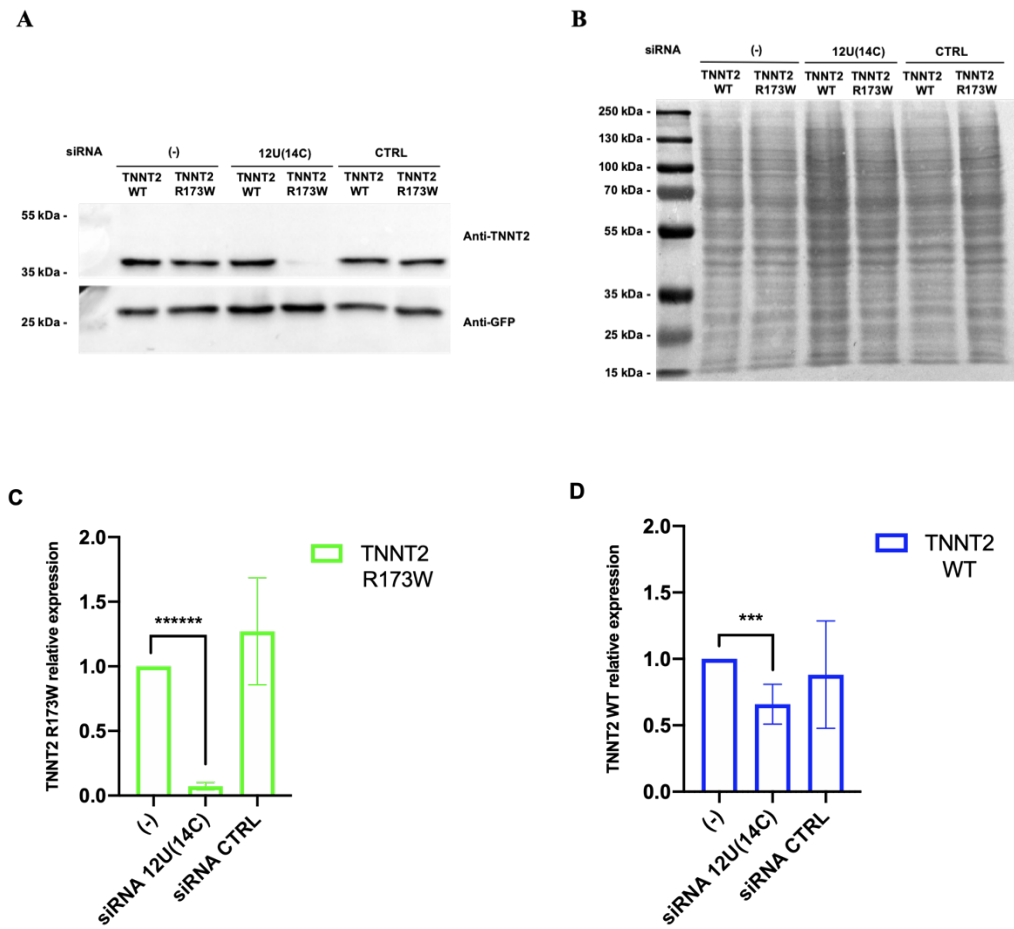 A
siRNA (-) 12U(14C) CTRL
TNNT2 TNNT2 TNNT2 TNNT2 TNNT2 TNNT2
WT R173W WT R173W WT R173W
55 kDa -
Anti-TNNT2
35 kDa -
25 kDa -
Anti-GFP
B
siRNA (-) 12U(14C) CTRL
TNNT2 TNNT2 TNNT2 TNNT2 TNNT2 TNNT2
WT R173W WT R173W WT R173W
250 kDa -
130 kDa -
100 kDa -
70 kDa -
55 kDa -
35 kDa -
25 kDa -
15 kDa -
C
TNNT2 R173W relative expression
2.0
1.5
1.0
0.5
0.0
******
TNNT2
R173W
(-)
siRNA 12U(14C)
siRNA CTRL
D
TNNT2 WT relative expression
2.0
1.5
1.0
0.5
0.0
***
TNNT2
WT
(-)
siRNA 12U(14C)
siRNA CTRL